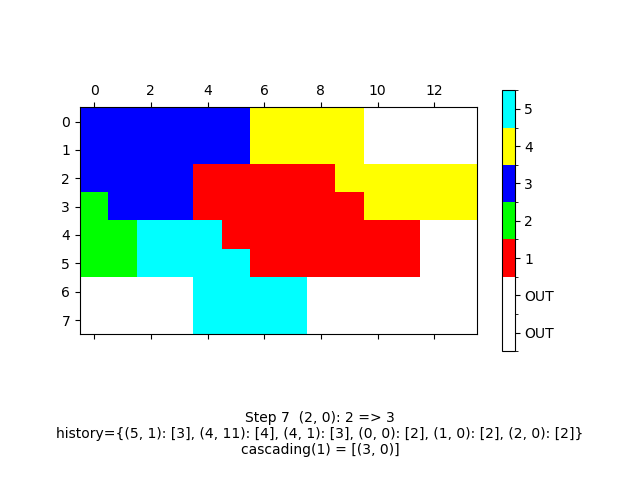 0 2 4 6 8 10 12
0
1
2
3
4
5
6
7
5
4
3
2
1
OUT
OUT
Step 7  (2, 0): 2 => 3
history={(5, 1): [3], (4, 11): [4], (4, 1): [3], (0, 0): [2], (1, 0): [2], (2, 0): [2]}
cascading(1) = [(3, 0)]